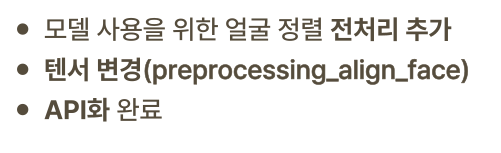 • 모델 사용을 위한 얼굴 정렬 전처리 추가
• 텐서 변경(preprocessing_align_face)
• API화 완료